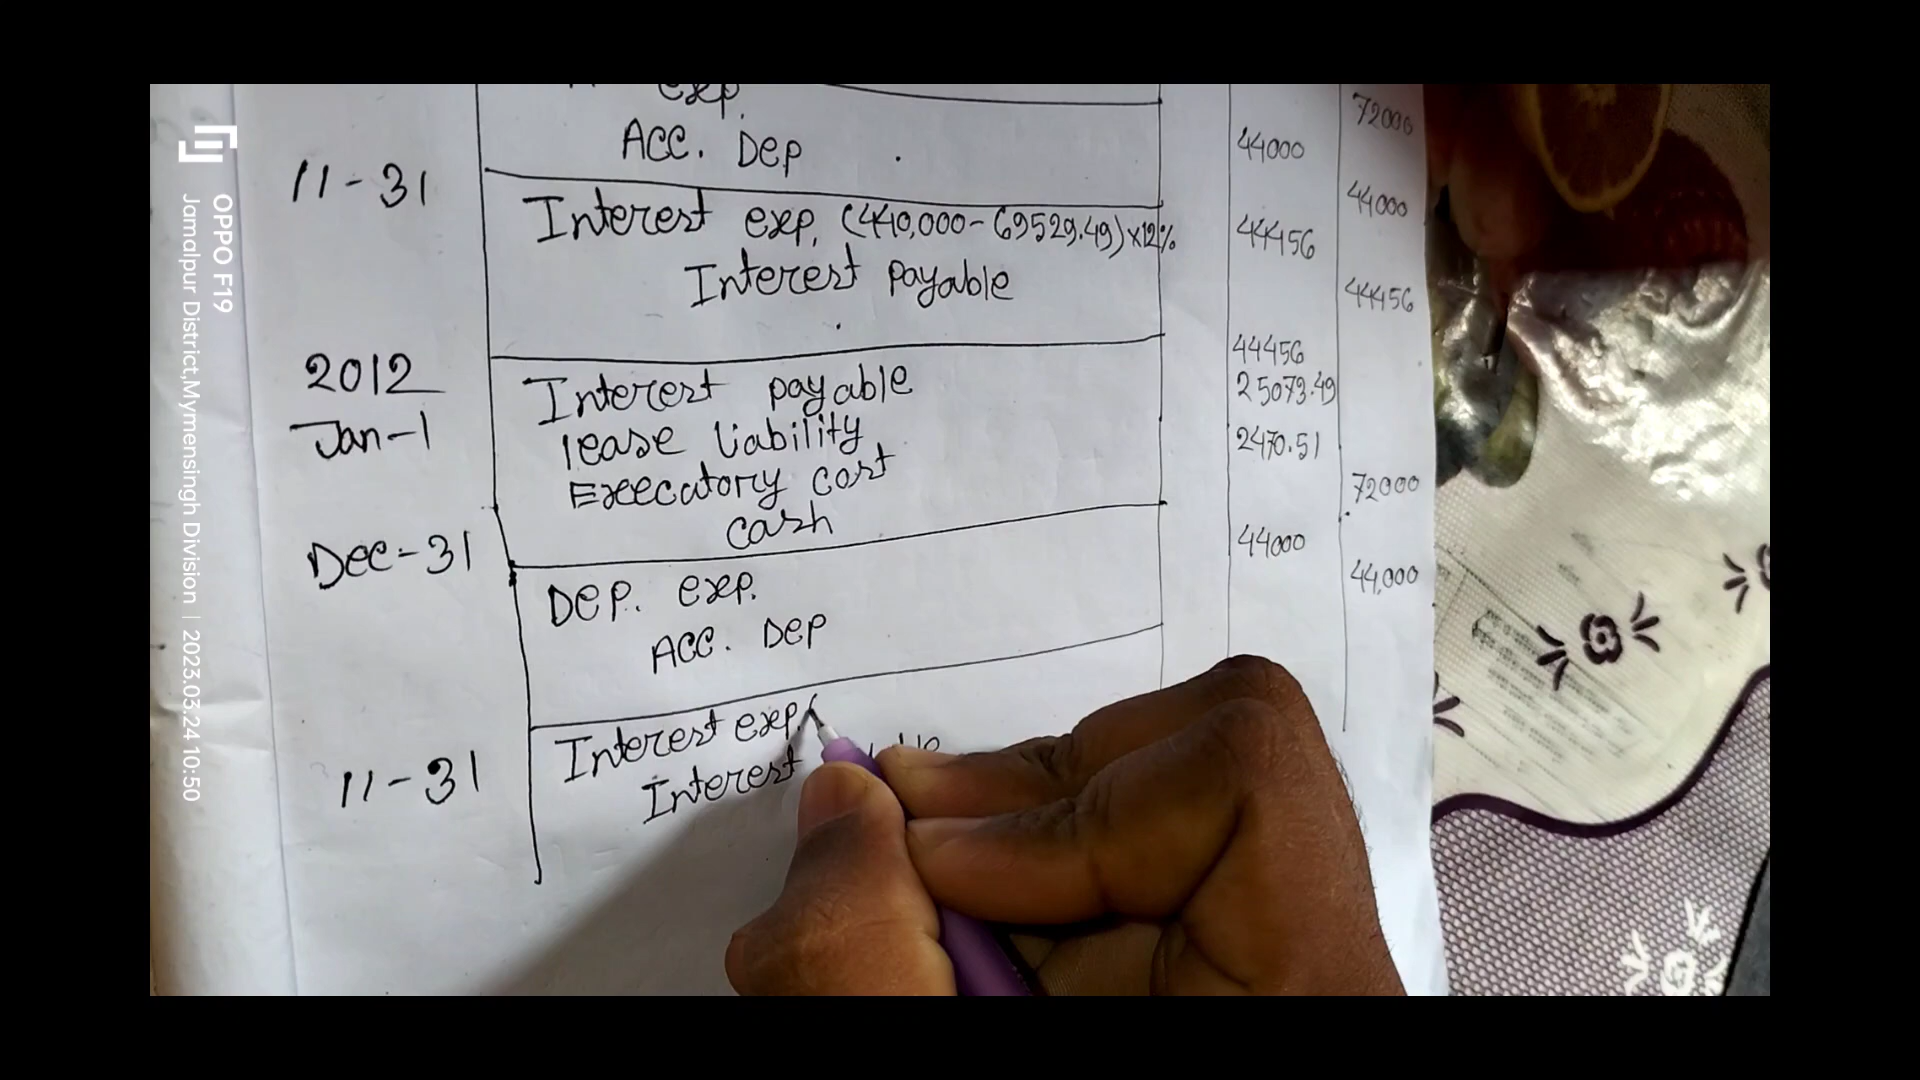 exp.
72000
ACC. Dep
44000
11-31
44000
Interest exp. (440,000-69529.49)x12%
44456
Interest payable
44456
2012
Jan-1
Interest payable
44456
lease liability
25073.49
Execatory cost
2470.51
cash
72000
Dec-31
Dep. exp.
44000
ACC. Dep
44,000
11-31
Interest exp. (
Interest
OPPO F19
Jamalpur District,Mymensingh Division | 2023.03.24 10:50